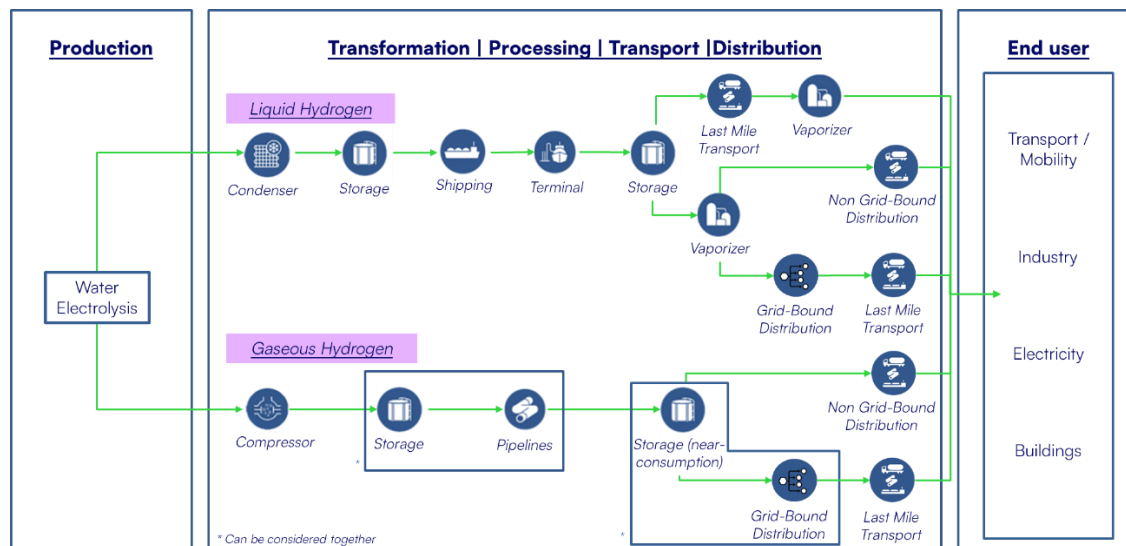 Production
Transformation | Processing | Transport |Distribution
End user
Liquid Hydrogen
Condenser
Storage
Shipping
Terminal
Storage
Last Mile
Transport
Vaporizer
Non Grid-Bound
Distribution
Vaporizer
Grid-Bound
Distribution
Last Mile
Transport
Water
Electrolysis
Gaseous Hydrogen
Compressor
Storage
Pipelines
*
Storage (near-
consumption)
Non Grid-Bound
Distribution
Grid-Bound
Distribution
Last Mile
Transport
*
* Can be considered together
Transport /
Mobility
Industry
Electricity
Buildings